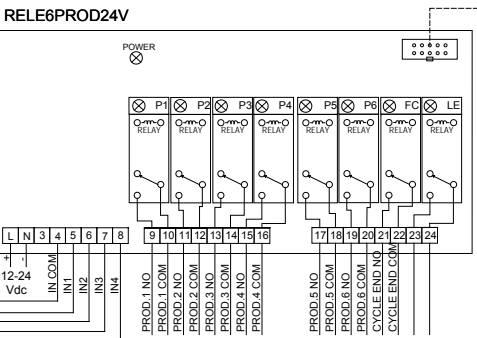 RELE6PROD24V
POWER
P1 P2 P3 P4 P5 P6 FC LE
RELAY RELAY RELAY RELAY RELAY RELAY RELAY RELAY
L N 3 4 5 6 7 8 9 10 11 12 13 14 15 16 17 18 19 20 21 22 23 24
+ -
12-24
Vdc
IN COM
IN1
IN2
IN3
IN4
PROD.1 NO
PROD.1 COM
PROD.2 NO
PROD.2 COM
PROD.3 NO
PROD.3 COM
PROD.4 NO
PROD.4 COM
PROD.5 NO
PROD.5 COM
PROD.6 NO
PROD.6 COM
CYCLE END NO
CYCLE END COM